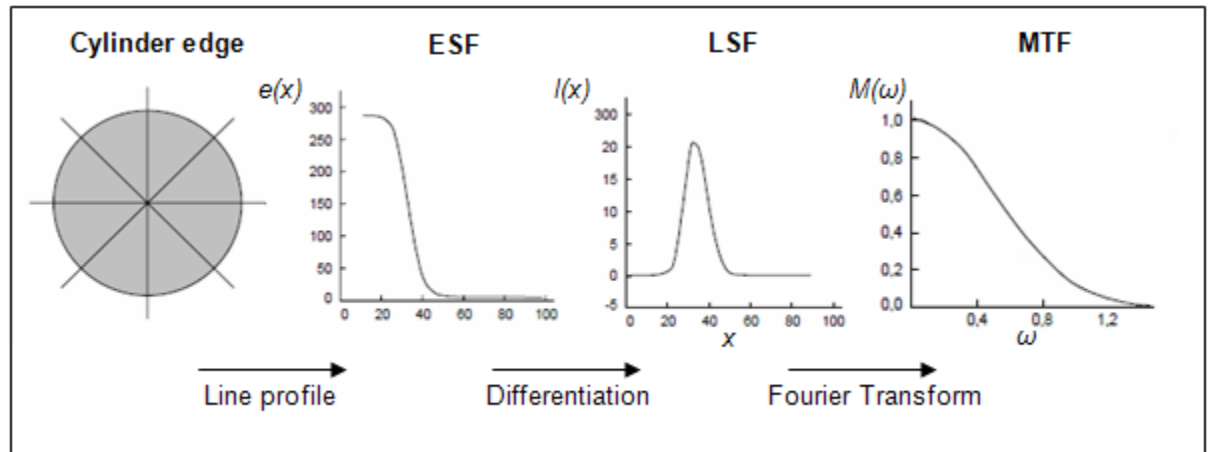 Cylinder edge
ESF
LSF
MTF
e(x)
300
250
200
150
100
50
0
0 20 40 60 80 100
l(x)
300
20
15
10
5
0
-5
0 20 40 60 80 100
x
M(ω)
1,0
0,8
0,6
0,4
0,2
0,0
0,4 0,8 1,2
ω
Line profile
Differentiation
Fourier Transform